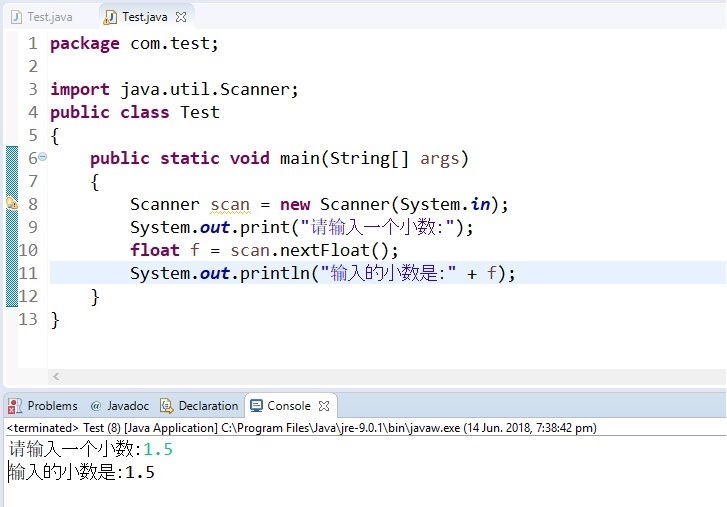 Test.java Test.java
1 package com.test;
2
3 import java.util.Scanner;
4 public class Test
5 {
6 public static void main(String[] args)
7 {
8 Scanner scan = new Scanner(System.in);
9 System.out.print("请输入一个小数:");
10 float f = scan.nextFloat();
11 System.out.println("输入的小数是:" + f);
12 }
13 }
Problems @ Javadoc Declaration Console
<terminated> Test (8) [Java Application] C:\Program Files\Java\jre-9.0.1\bin\javaw.exe (14 Jun. 2018, 7:38:42 pm)
请输入一个小数:1.5
输入的小数是:1.5